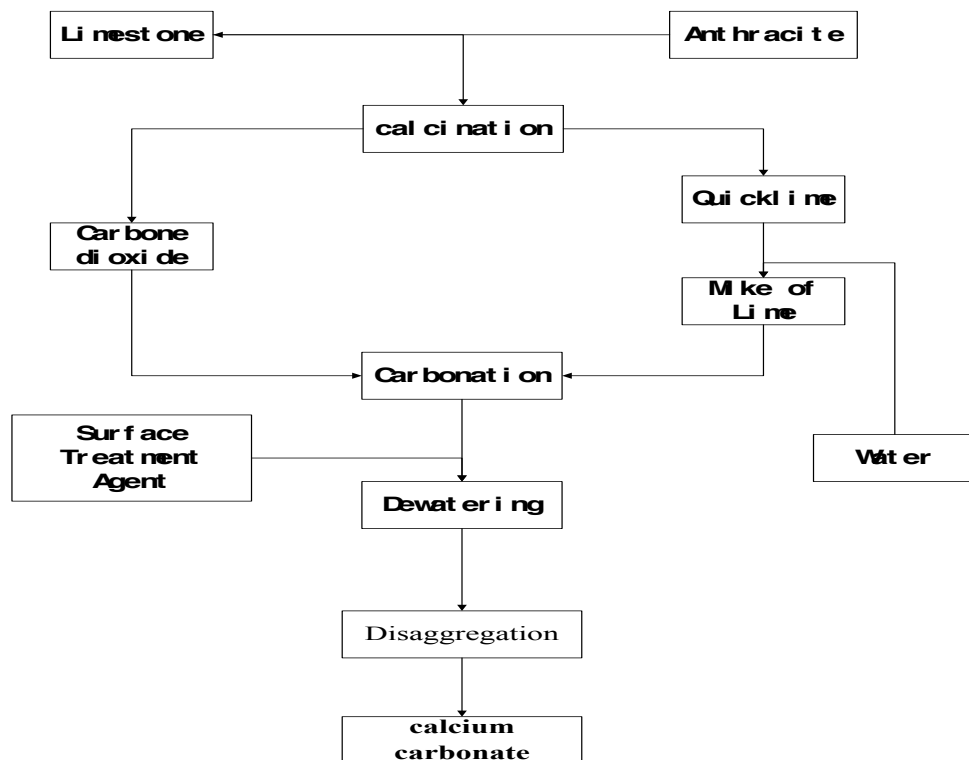 Limestone
Anthracite
calcination
Quicklime
Carbone
dioxide
Mike of
Lime
Carbonation
Surface
Treatment
Agent
Water
Dewatering
Disaggregation
calcium
carbonate